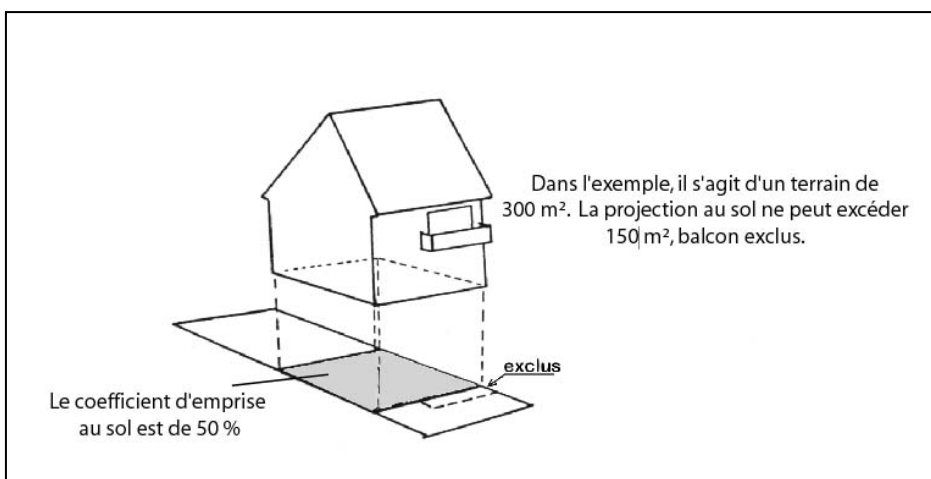 Dans l'exemple, il s'agit d'un terrain de
300 m². La projection au sol ne peut excéder
150 m², balcon exclus.
exclus
Le coefficient d'emprise
au sol est de 50 %